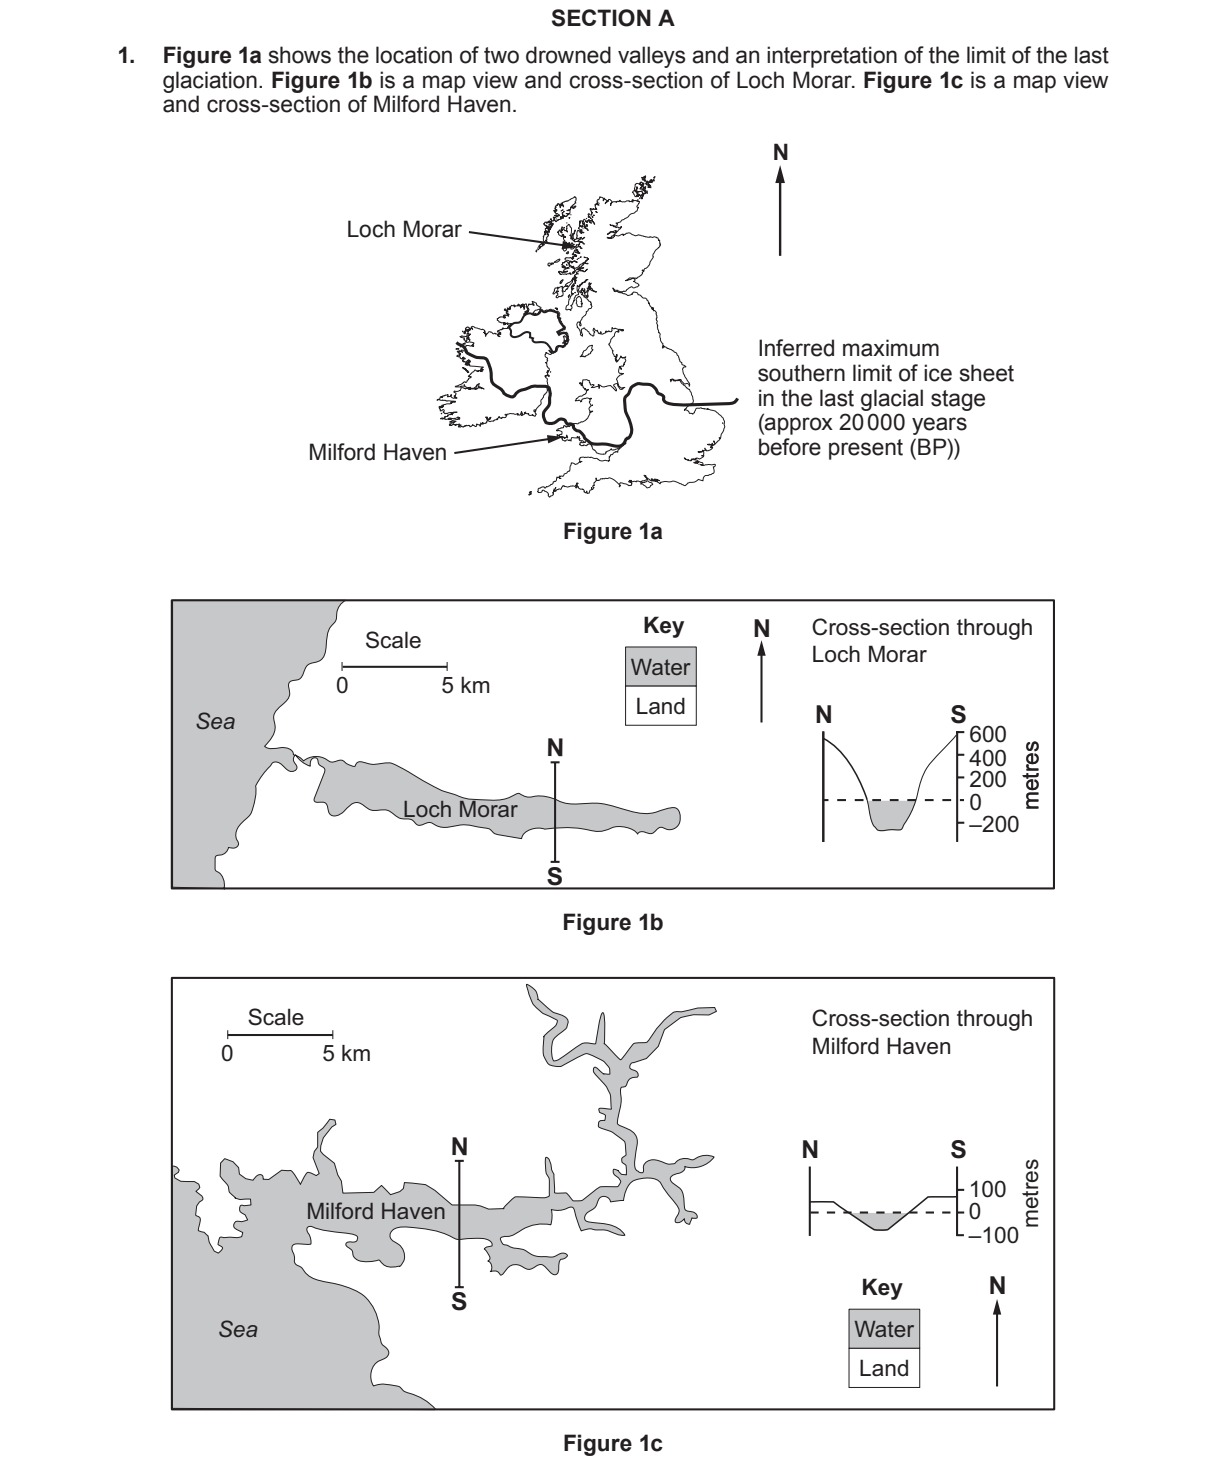 SECTION A
1. Figure 1a shows the location of two drowned valleys and an interpretation of the limit of the last
glaciation. Figure 1b is a map view and cross-section of Loch Morar. Figure 1c is a map view
and cross-section of Milford Haven.
N
Loch Morar
Inferred maximum
southern limit of ice sheet
in the last glacial stage
(approx 20 000 years
before present (BP))
Milford Haven
Figure 1a
Scale
0 5 km
Sea
Loch Morar
N
S
Key
Water
Land
N
Cross-section through
Loch Morar
N S
600
400
200
0
–200
metres
Figure 1b
Scale
0 5 km
Milford Haven
N
S
Sea
Cross-section through
Milford Haven
N S
100
0
–100
metres
Key
Water
Land
N
Figure 1c